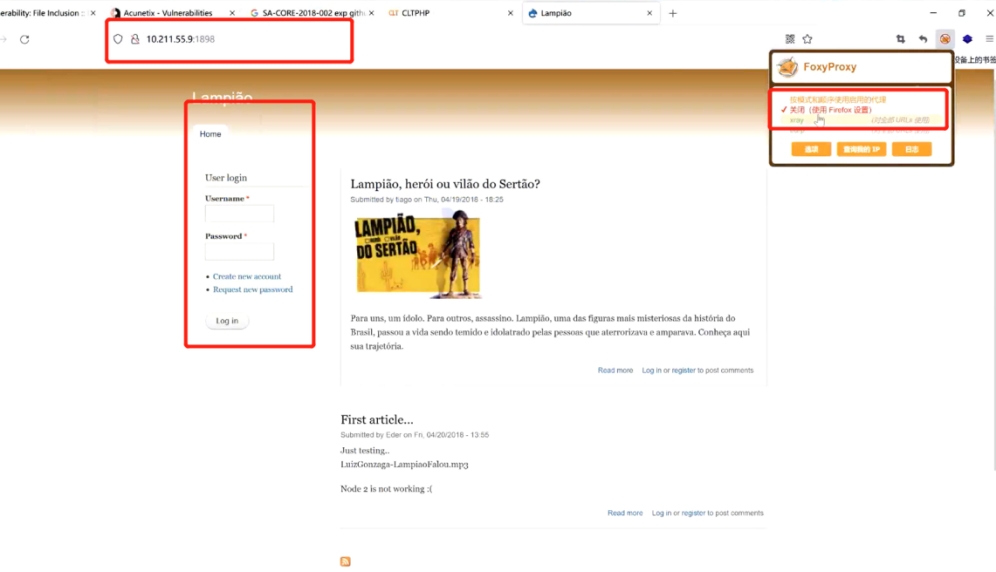 erability: File Inclusion ::
Acunetix - Vulnerabilities
SA-CORE-2018-002 exp gith
CLTPHP
Lampião
10.211.55.9:1898
设备上的书签
FoxyProxy
按模式和顺序使用启用的代理
✓ 关闭 (使用 Firefox 设置)
xray
选项
我的 IP
日志
Lampião
Home
User login
Username *
Password *
• Create new account
• Request new password
Log in
Lampião, herói ou vilão do Sertão?
Submitted by tiago on Thu, 04/19/2018 - 18:25
LAMPIÃO,
DO SERTÃO
Para uns, um ídolo. Para outros, assassino. Lampião, uma das figuras mais misteriosas da história do
Brasil, passou a vida sendo temido e idolatrado pelas pessoas que aterrorizava e amparava. Conheça aqui
sua trajetória.
Read more Log in or register to post comments
First article...
Submitted by Eder on Fri, 04/20/2018 - 13:55
Just testing..
LuizGonzaga-LampiaoFalou.mp3
Node 2 is not working :(
Read more Log in or register to post comments